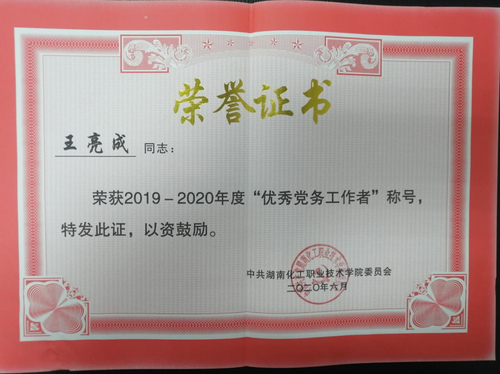 荣誉证书
王亮成 同志：
荣获2019－2020年度“优秀党务工作者”称号，
特发此证，以资鼓励。
中共湖南化工职业技术学院委员会
二〇二〇年六月